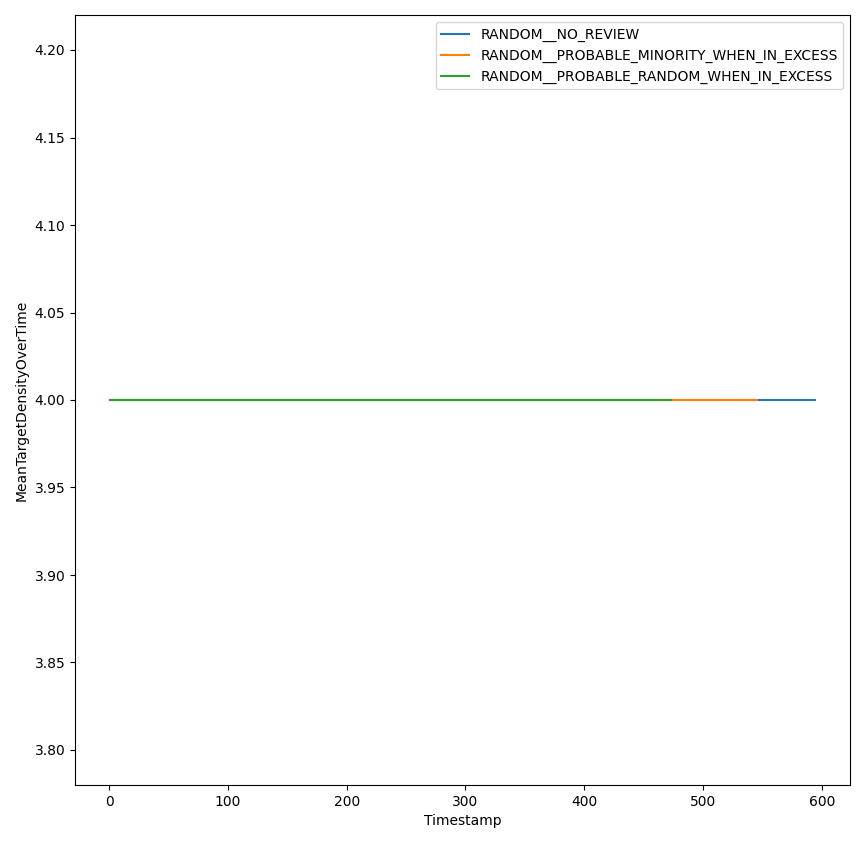 RANDOM__NO_REVIEW
RANDOM__PROBABLE_MINORITY_WHEN_IN_EXCESS
RANDOM__PROBABLE_RANDOM_WHEN_IN_EXCESS
4.20
4.15
4.10
4.05
4.00
3.95
3.90
3.85
3.80
MeanTargetDensityOverTime
0 100 200 300 400 500 600
Timestamp